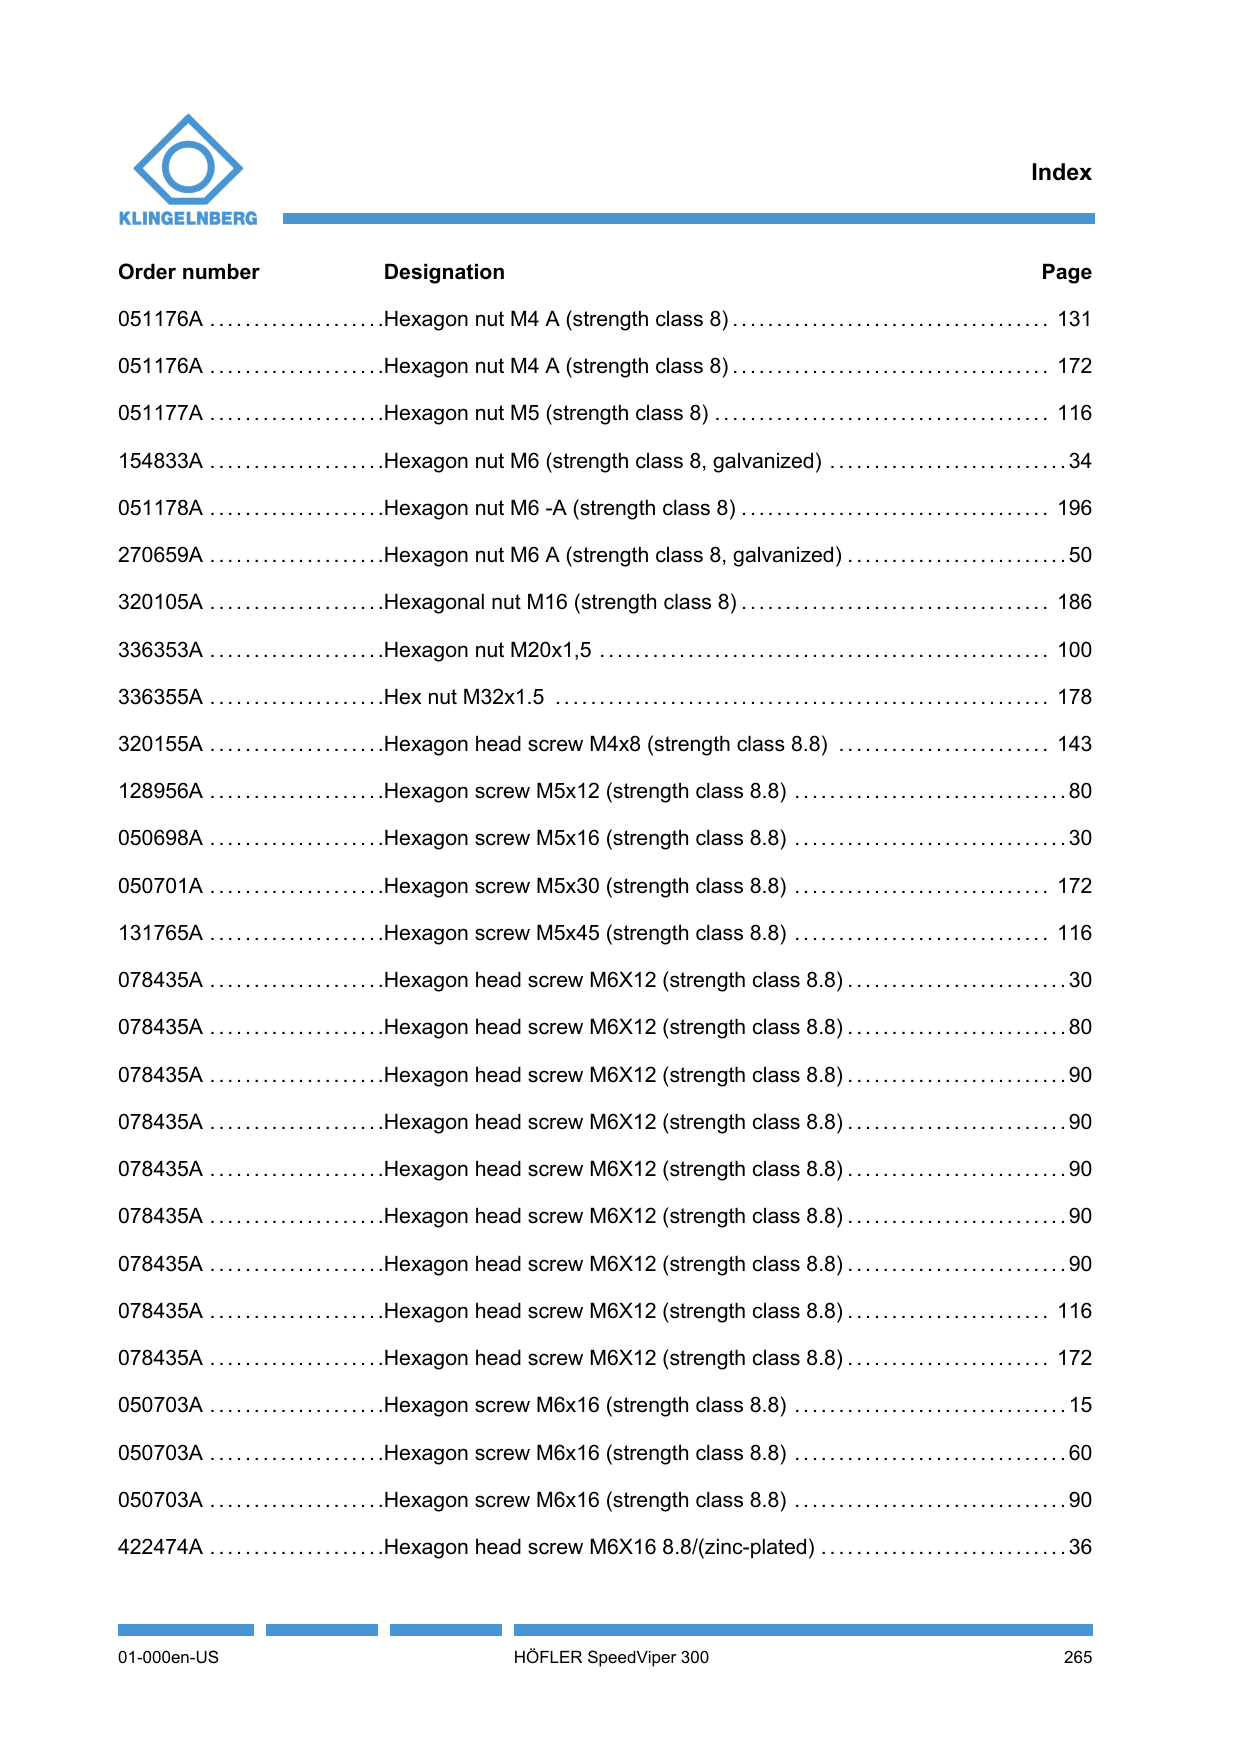 KLINGELNBERG
Index
Order number Designation Page
051176A ....................Hexagon nut M4 A (strength class 8).................................... 131
051176A ....................Hexagon nut M4 A (strength class 8).................................... 172
051177A ....................Hexagon nut M5 (strength class 8) ...................................... 116
154833A ....................Hexagon nut M6 (strength class 8, galvanized) ...........................34
051178A ....................Hexagon nut M6 -A (strength class 8) ................................... 196
270659A ....................Hexagon nut M6 A (strength class 8, galvanized) .........................50
320105A ....................Hexagonal nut M16 (strength class 8) ................................... 186
336353A ....................Hexagon nut M20x1,5 ................................................... 100
336355A ....................Hex nut M32x1.5 ........................................................ 178
320155A ....................Hexagon head screw M4x8 (strength class 8.8) ........................ 143
128956A ....................Hexagon screw M5x12 (strength class 8.8) ...............................80
050698A ....................Hexagon screw M5x16 (strength class 8.8) ...............................30
050701A ....................Hexagon screw M5x30 (strength class 8.8) ............................. 172
131765A ....................Hexagon screw M5x45 (strength class 8.8) ............................. 116
078435A ....................Hexagon head screw M6X12 (strength class 8.8).........................30
078435A ....................Hexagon head screw M6X12 (strength class 8.8).........................80
078435A ....................Hexagon head screw M6X12 (strength class 8.8).........................90
078435A ....................Hexagon head screw M6X12 (strength class 8.8).........................90
078435A ....................Hexagon head screw M6X12 (strength class 8.8).........................90
078435A ....................Hexagon head screw M6X12 (strength class 8.8).........................90
078435A ....................Hexagon head screw M6X12 (strength class 8.8).........................90
078435A ....................Hexagon head screw M6X12 (strength class 8.8)....................... 116
078435A ....................Hexagon head screw M6X12 (strength class 8.8)....................... 172
050703A ....................Hexagon screw M6x16 (strength class 8.8) ...............................15
050703A ....................Hexagon screw M6x16 (strength class 8.8) ...............................60
050703A ....................Hexagon screw M6x16 (strength class 8.8) ...............................90
422474A ....................Hexagon head screw M6X16 8.8/(zinc-plated) ............................36
01-000en-US HÖFLER SpeedViper 300 265